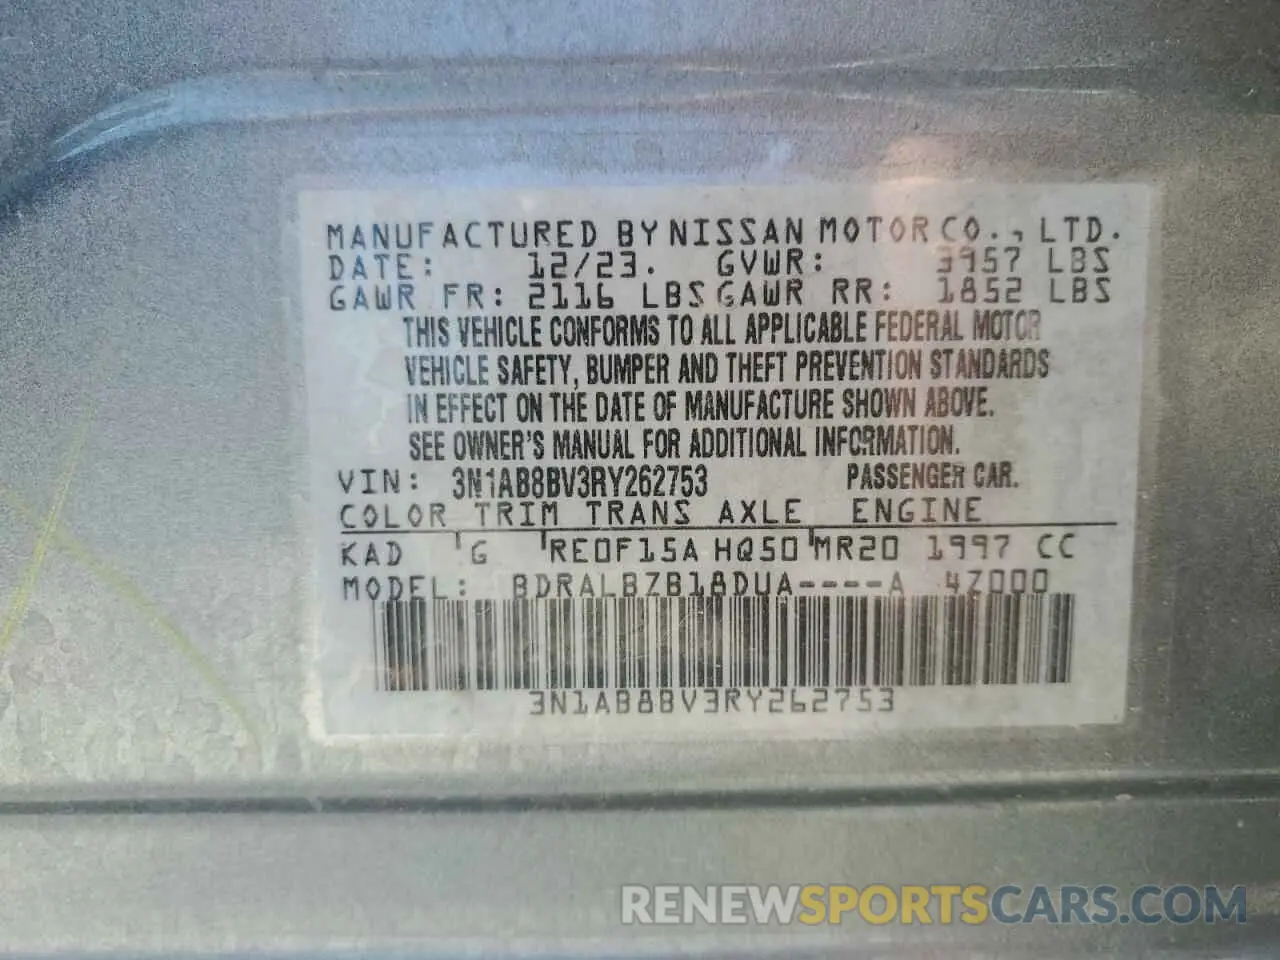 MANUFACTURED BY NISSAN MOTOR CO., LTD.
DATE: 12/23. GVWR: 3957 LBS
GAWR FR: 2116 LBS GAWR RR: 1852 LBS
THIS VEHICLE CONFORMS TO ALL APPLICABLE FEDERAL MOTOR
VEHICLE SAFETY, BUMPER AND THEFT PREVENTION STANDARDS
IN EFFECT ON THE DATE OF MANUFACTURE SHOWN ABOVE.
SEE OWNER'S MANUAL FOR ADDITIONAL INFORMATION.
VIN: 3N1AB8BV3RY262753 PASSENGER CAR.
COLOR TRIM TRANS AXLE ENGINE
KAD G RE0F15A HQ50 MR20 1997 CC
MODEL: BDRALBZB18DUA----A 4Z000
3N1AB8BV3RY262753
RENEWSPORTSCARS.COM